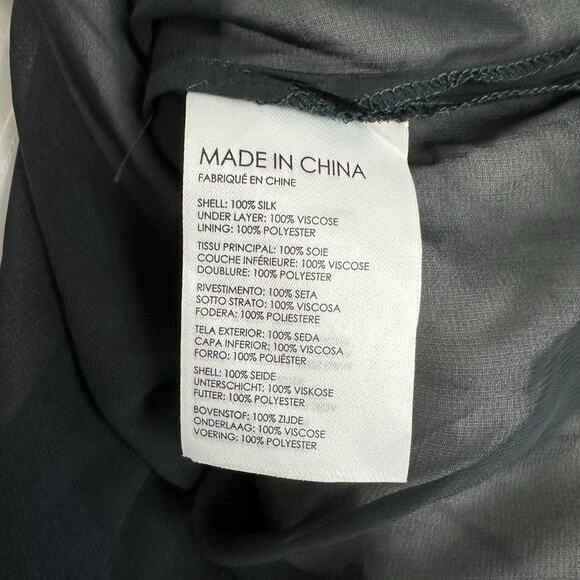 MADE IN CHINA
FABRIQUÉ EN CHINE
SHELL: 100% SILK
UNDER LAYER: 100% VISCOSE
LINING: 100% POLYESTER
TISSU PRINCIPAL: 100% SOIE
COUCHE INFÉRIEURE: 100% VISCOSE
DOUBLURE: 100% POLYESTER
RIVESTIMENTO: 100% SETA
SOTTO STRATO: 100% VISCOSA
FODERA: 100% POLIESTERE
TELA EXTERIOR: 100% SEDA
CAPA INFERIOR: 100% VISCOSA
FORRO: 100% POLIÉSTER
SHELL: 100% SEIDE
UNTERSCHICHT: 100% VISKOSE
FUTTER: 100% POLYESTER
BOVENSTOF: 100% ZIJDE
ONDERLAAG: 100% VISCOSE
VOERING: 100% POLYESTER